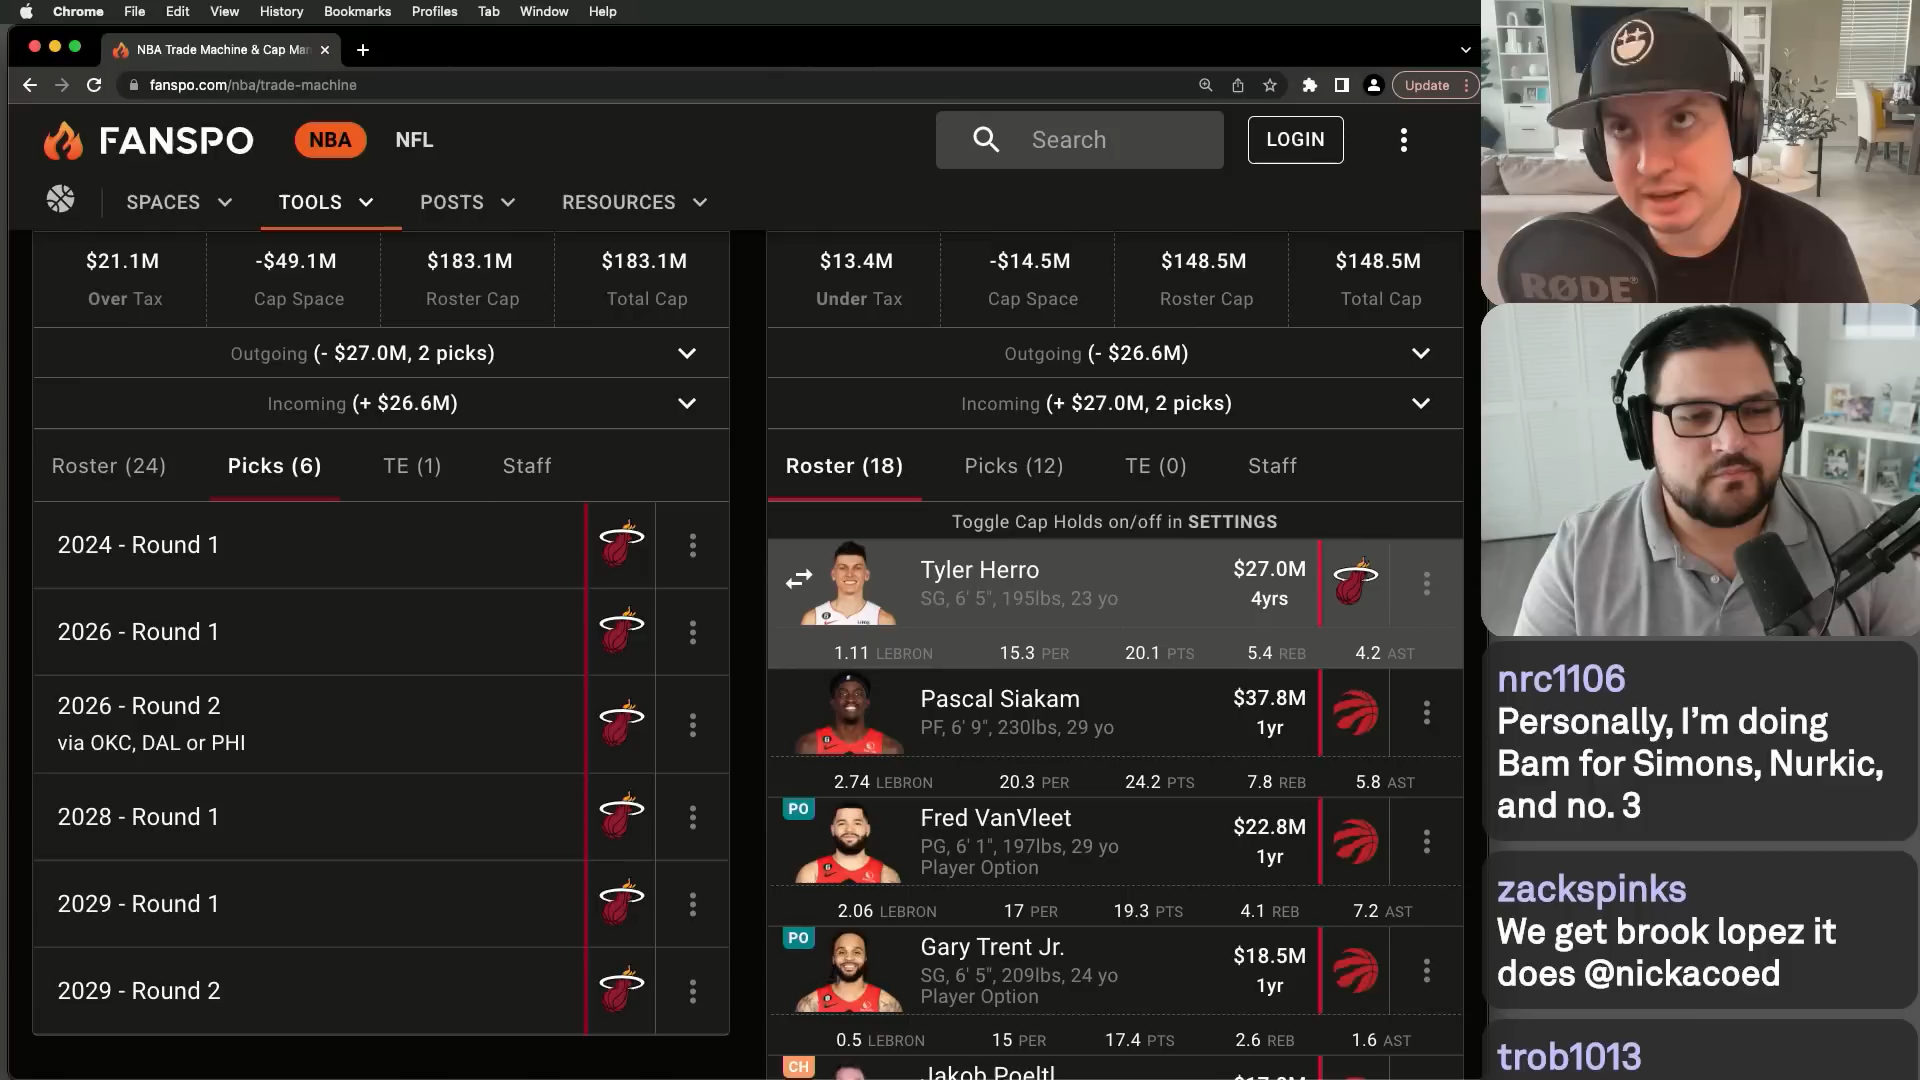 Chrome File Edit View History Bookmarks Profiles Tab Window Help
NBA Trade Machine & Cap Man
fanspo.com/nba/trade-machine
Update
FANSPO
NBA
NFL
Search
LOGIN
SPACES
TOOLS
POSTS
RESOURCES
$21.1M
Over Tax
-$49.1M
Cap Space
$183.1M
Roster Cap
$183.1M
Total Cap
Outgoing (- $27.0M, 2 picks)
Incoming (+ $26.6M)
Roster (24)
Picks (6)
TE (1)
Staff
2024 - Round 1
2026 - Round 1
2026 - Round 2
via OKC, DAL or PHI
2028 - Round 1
2029 - Round 1
2029 - Round 2
$13.4M
Under Tax
-$14.5M
Cap Space
$148.5M
Roster Cap
$148.5M
Total Cap
Outgoing (- $26.6M)
Incoming (+ $27.0M, 2 picks)
Roster (18)
Picks (12)
TE (0)
Staff
Toggle Cap Holds on/off in SETTINGS
Tyler Herro
SG, 6' 5", 195lbs, 23 yo
$27.0M
4yrs
1.11 LEBRON 15.3 PER 20.1 PTS 5.4 REB 4.2 AST
Pascal Siakam
PF, 6' 9", 230lbs, 29 yo
$37.8M
1yr
2.74 LEBRON 20.3 PER 24.2 PTS 7.8 REB 5.8 AST
PO
Fred VanVleet
PG, 6' 1", 197lbs, 29 yo
Player Option
$22.8M
1yr
2.06 LEBRON 17 PER 19.3 PTS 4.1 REB 7.2 AST
PO
Gary Trent Jr.
SG, 6' 5", 209lbs, 24 yo
Player Option
$18.5M
1yr
0.5 LEBRON 15 PER 17.4 PTS 2.6 REB 1.6 AST
CH
Jakob Poeltl
RØDE
nrc1106
Personally, I'm doing
Bam for Simons, Nurkic,
and no. 3
zackspinks
We get brook lopez it
does @nickacoed
trob1013